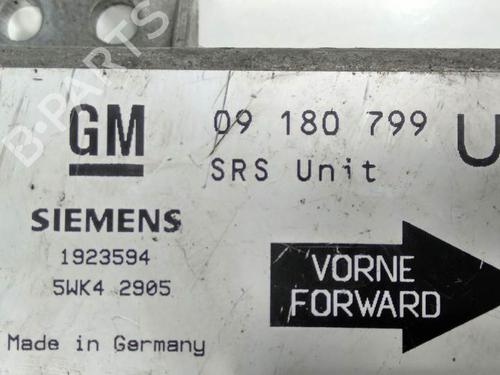 B-PARTS
GM
09 180 799 U
SRS Unit
SIEMENS
1923594
5WK4 2905
VORNE
FORWARD
Made in Germany